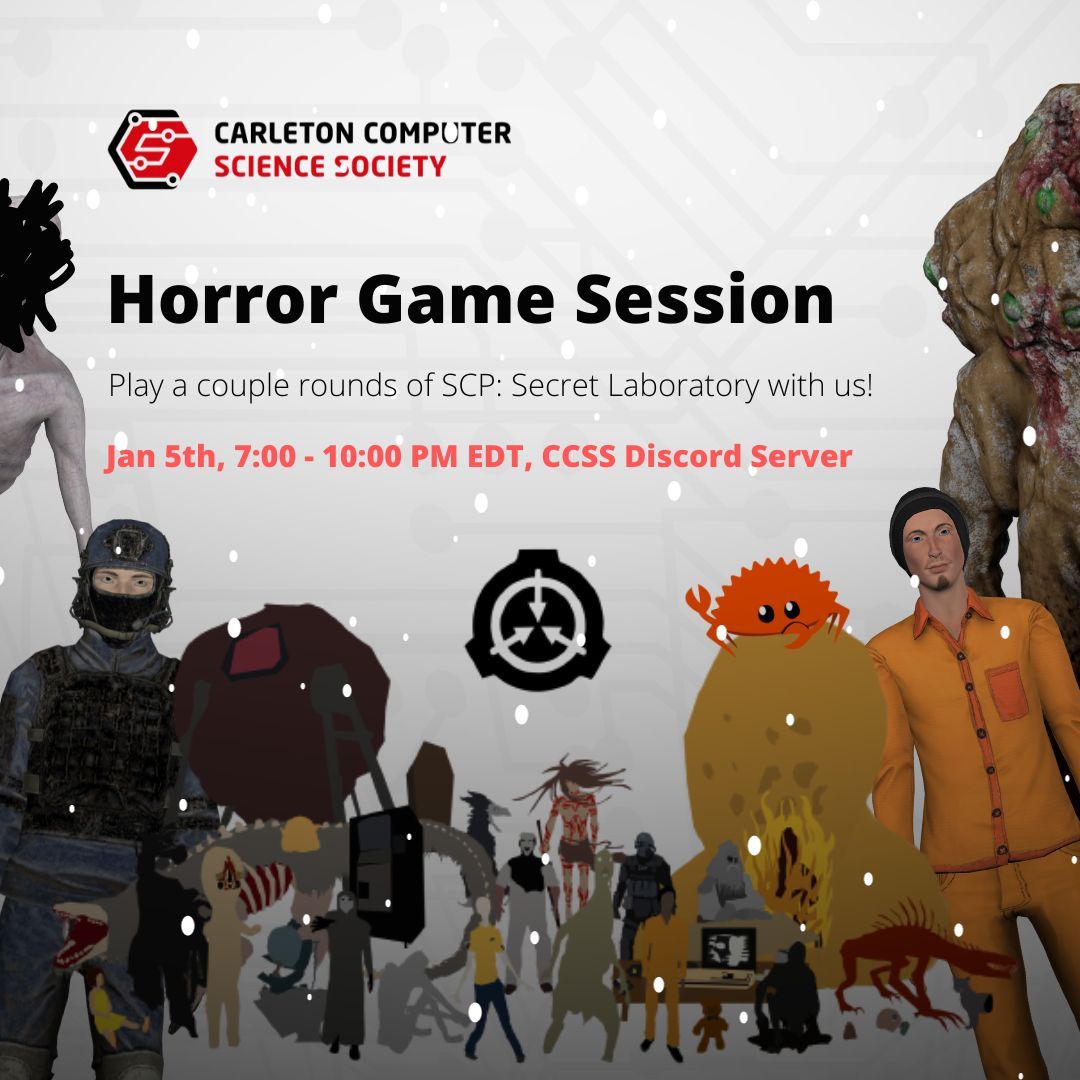 CARLETON COMPUTER
SCIENCE SOCIETY
Horror Game Session
Play a couple rounds of SCP: Secret Laboratory with us!
Jan 5th, 7:00 - 10:00 PM EDT, CCSS Discord Server